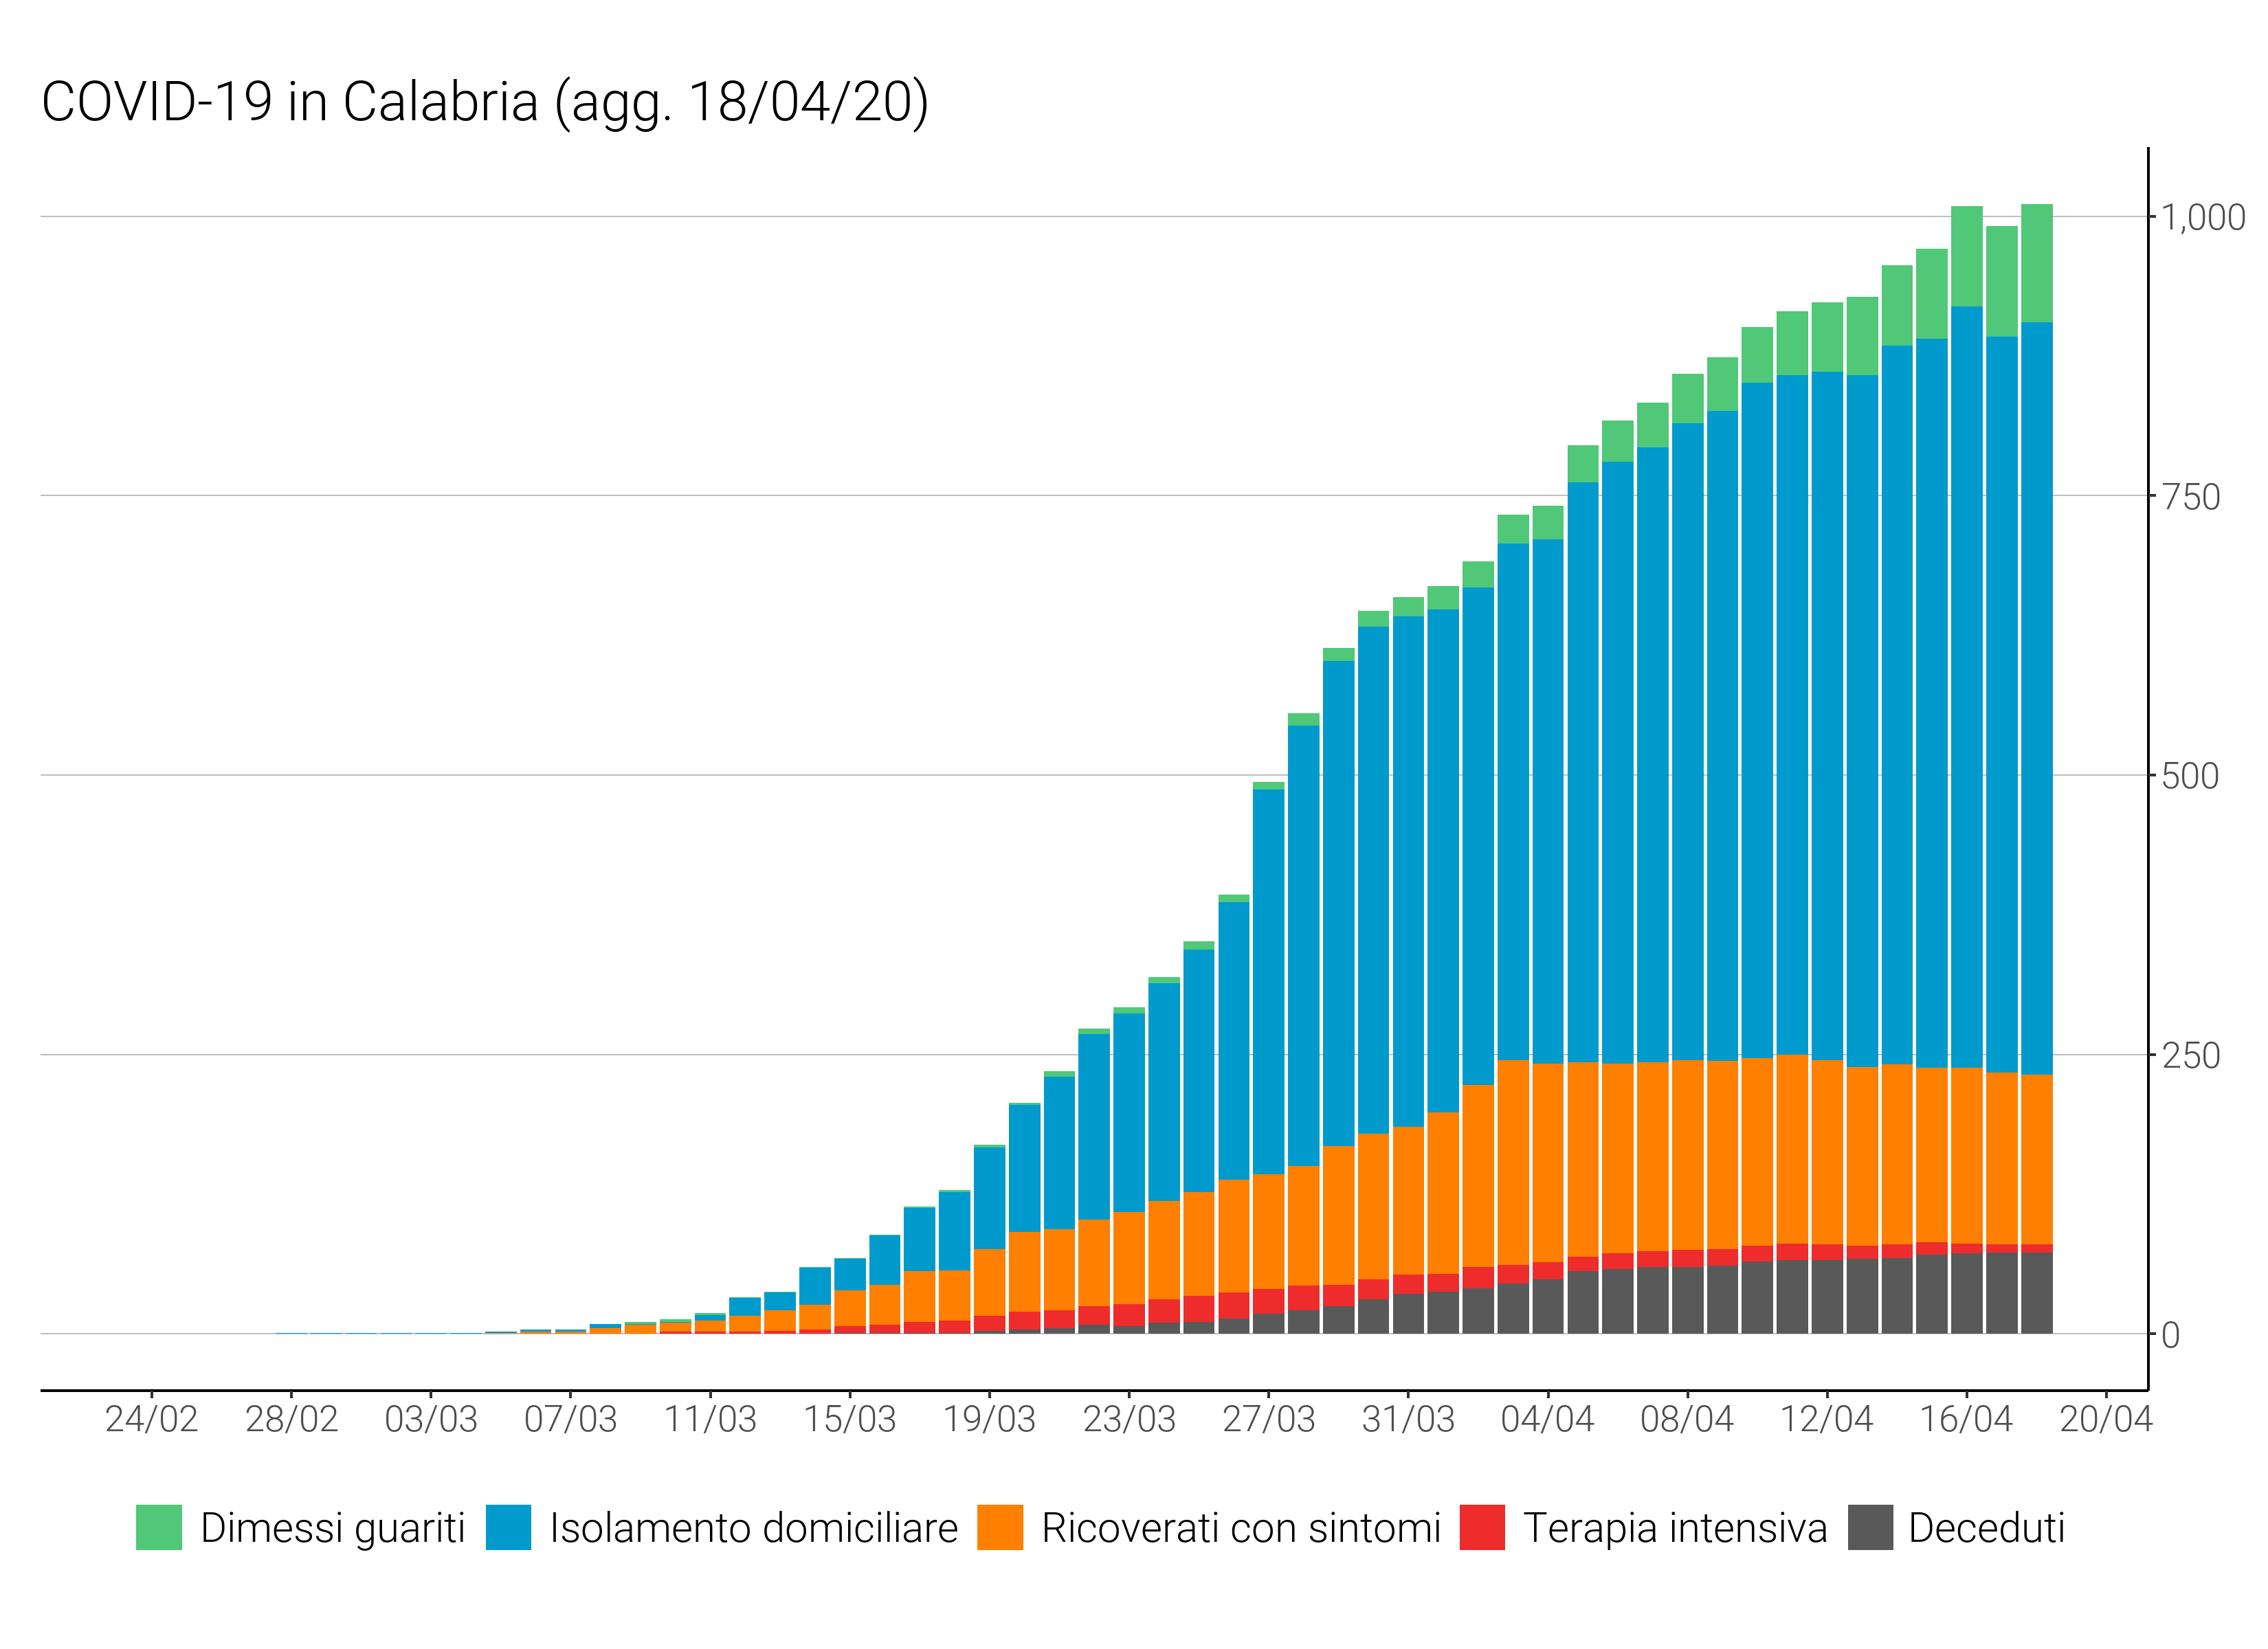 COVID-19 in Calabria (agg. 18/04/20)
1,000
750
500
250
0
24/02 28/02 03/03 07/03 11/03 15/03 19/03 23/03 27/03 31/03 04/04 08/04 12/04 16/04 20/04
Dimessi guariti Isolamento domiciliare Ricoverati con sintomi Terapia intensiva Deceduti